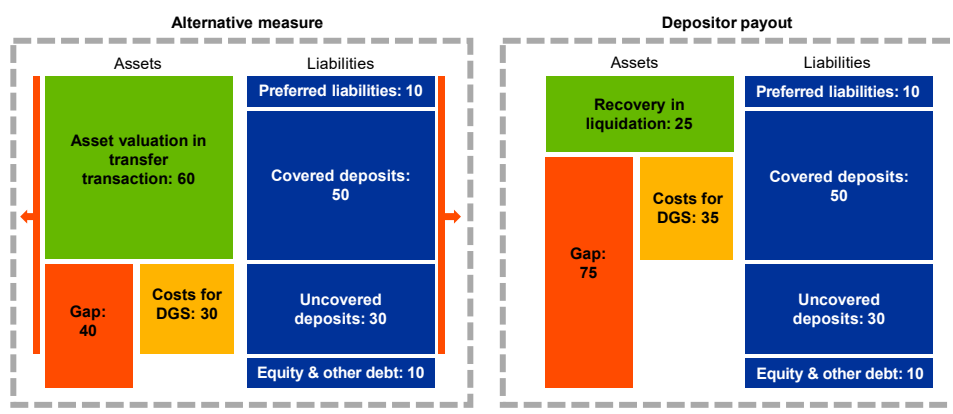 Alternative measure
Assets
Liabilities
Asset valuation in
transfer
transaction: 60
Gap:
40
Costs for
DGS: 30
Preferred liabilities: 10
Covered deposits:
50
Uncovered
deposits: 30
Equity & other debt: 10
Depositor payout
Assets
Liabilities
Recovery in
liquidation: 25
Gap:
75
Costs for
DGS: 35
Preferred liabilities: 10
Covered deposits:
50
Uncovered
deposits: 30
Equity & other debt: 10